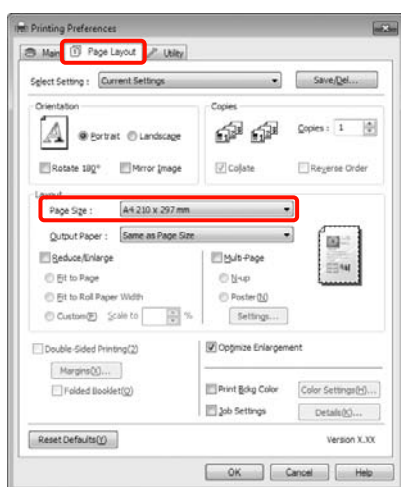 Printing Preferences
Main Page Layout Utility
Select Setting : Current Settings Save/Del...
Orientation
Copies
A
Portrait Landscape
Copies : 1
Rotate 180° Mirror Image
Collate Reverse Order
Layout
Page Size : A4 210 x 297 mm
Output Paper : Same as Page Size
Reduce/Enlarge
Multi-Page
Fit to Page
N-up
Fit to Roll Paper Width
Poster(N)
Custom(F) Scale to %
Settings...
Double-Sided Printing(2)
Optimize Enlargement
Folded Booklet(Q)
Print Bckg Color Color Settings(H)...
Job Settings
Reset Defaults(Y)
Version X.XX
OK Cancel Help